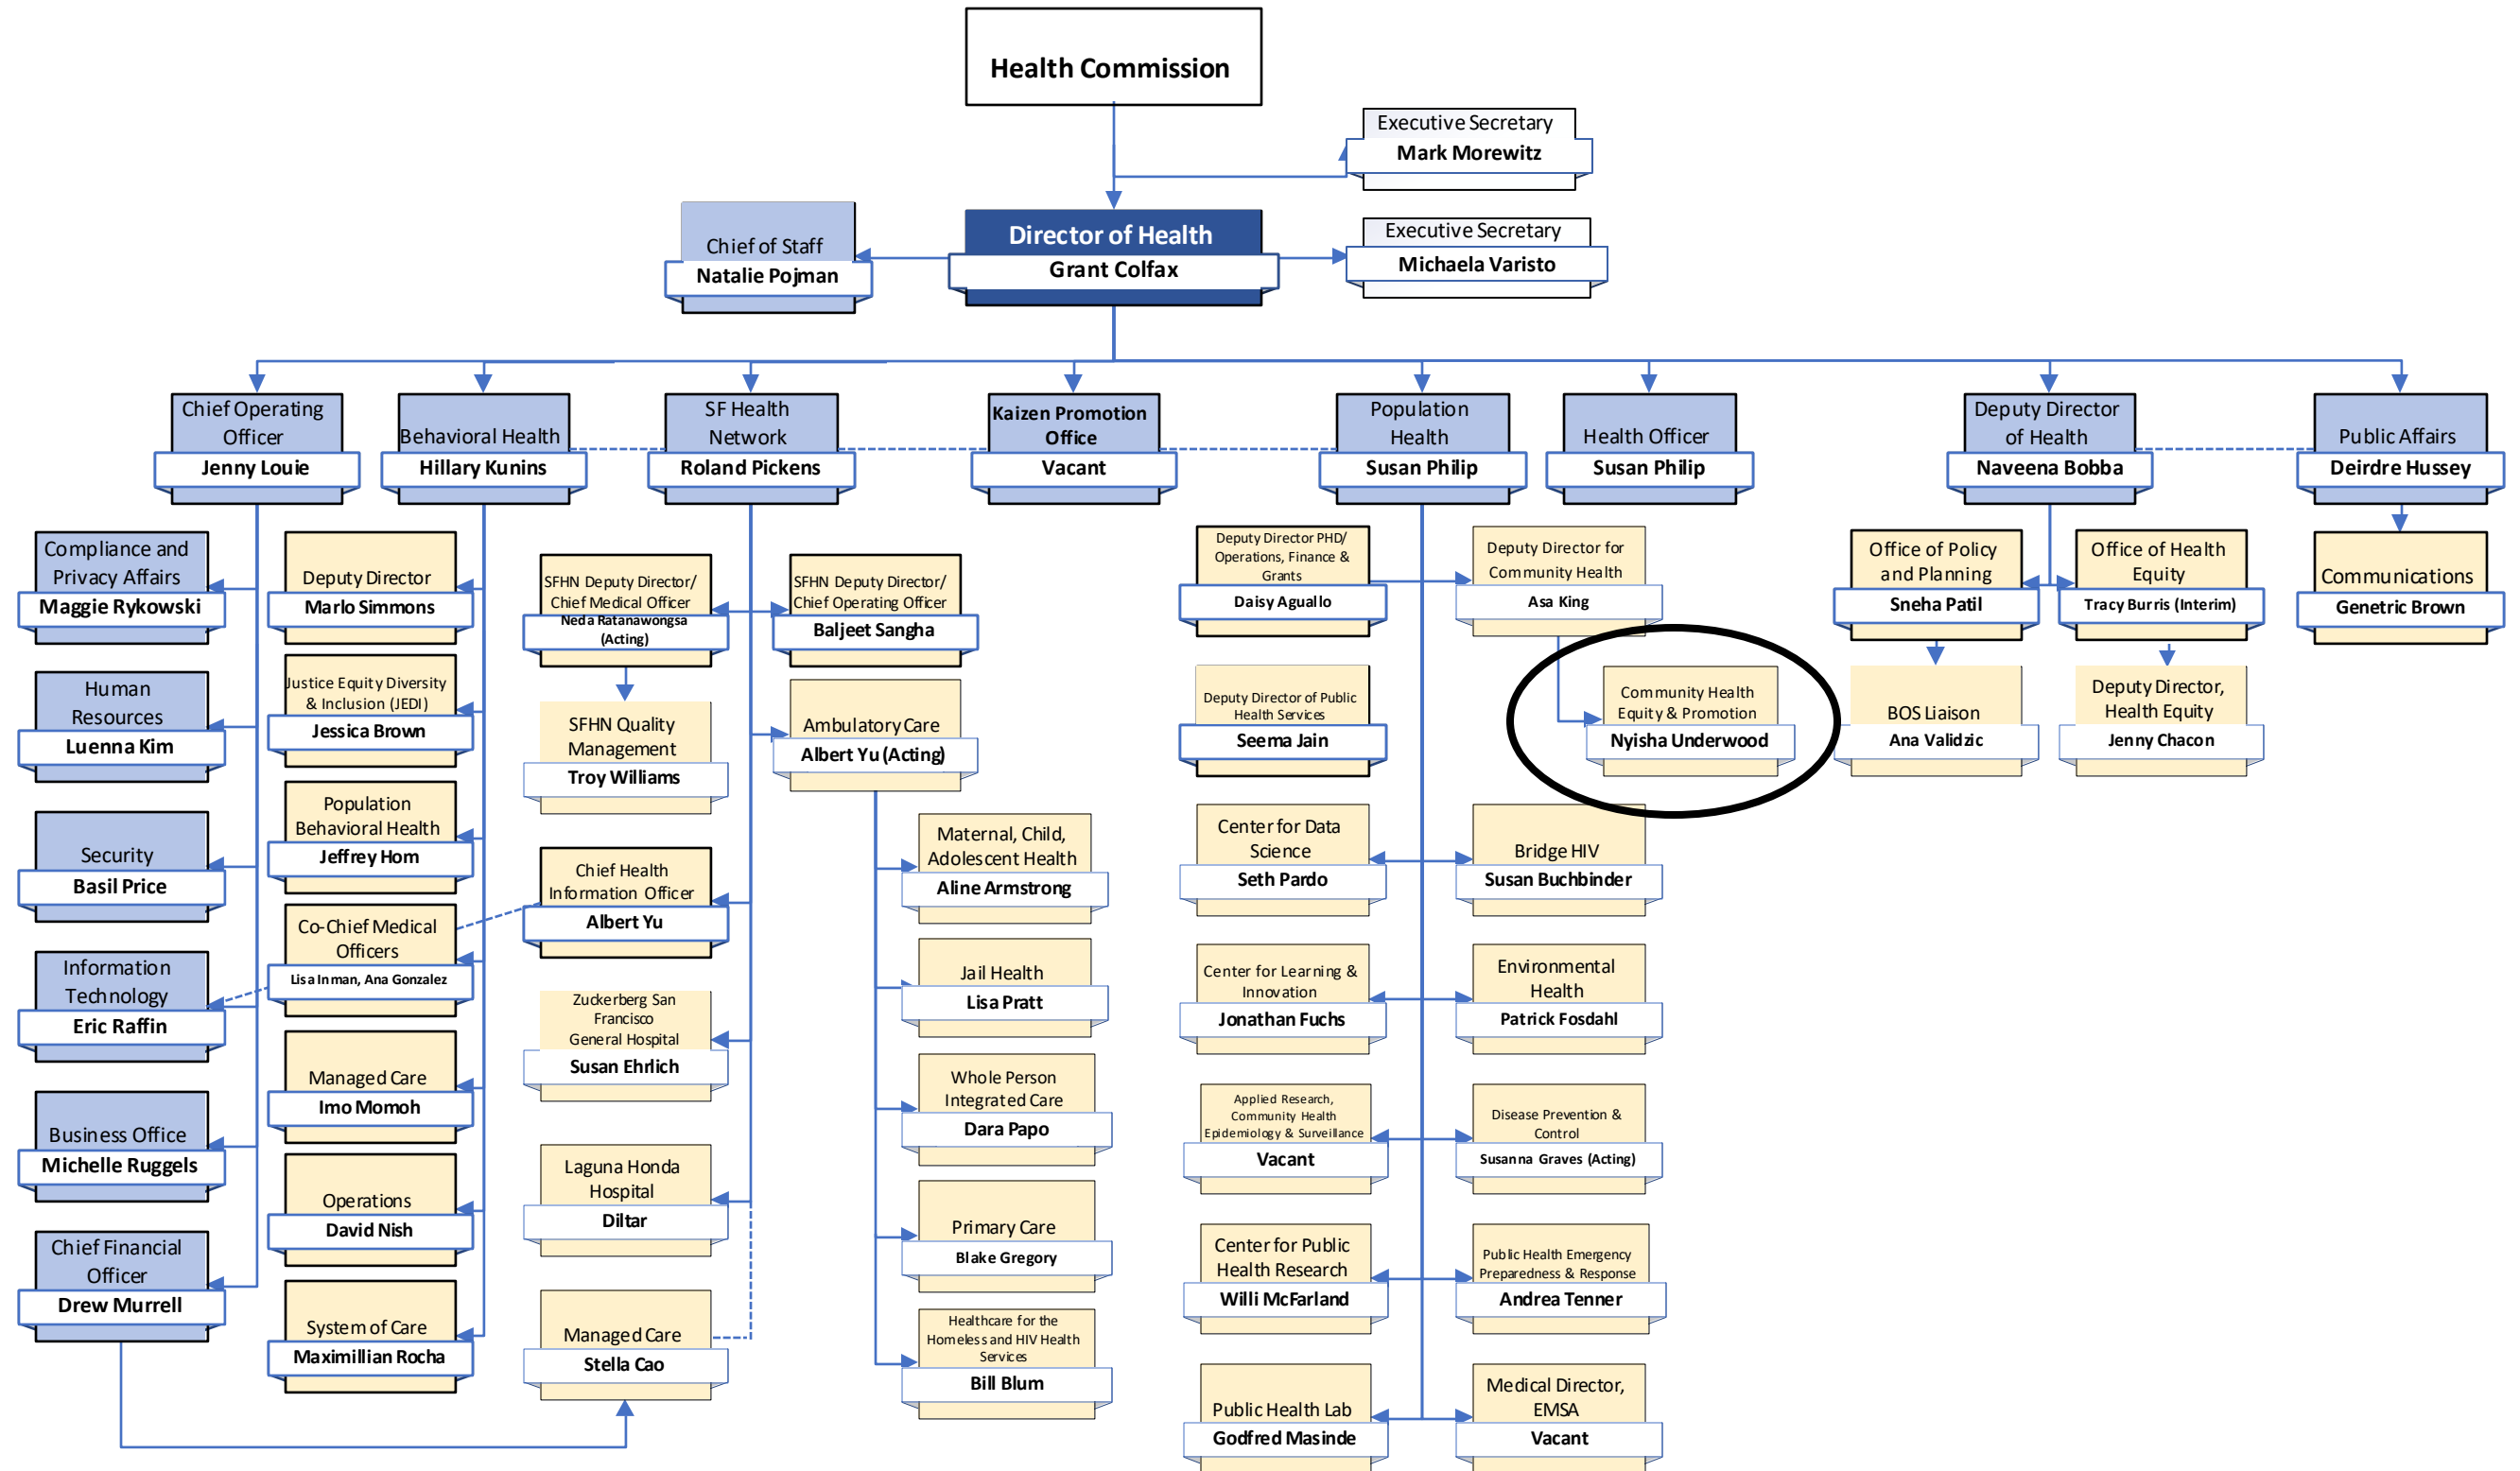 Health Commission
Executive Secretary
Mark Morewitz
Director of Health
Grant Colfax
Chief of Staff
Natalie Pojman
Executive Secretary
Michaela Varisto
Chief Operating
Officer
Jenny Louie
Behavioral Health
Hillary Kunins
SF Health
Network
Roland Pickens
Kaizen Promotion
Office
Vacant
Population
Health
Susan Philip
Health Officer
Susan Philip
Deputy Director
of Health
Naveena Bobba
Public Affairs
Deirdre Hussey
Compliance and
Privacy Affairs
Maggie Rykowski
Human
Resources
Luenna Kim
Security
Basil Price
Information
Technology
Eric Raffin
Business Office
Michelle Ruggels
Chief Financial
Officer
Drew Murrell
Deputy Director
Marlo Simmons
Justice Equity Diversity
& Inclusion (JEDI)
Jessica Brown
Population
Behavioral Health
Jeffrey Hom
Co-Chief Medical
Officers
Lisa Inman, Ana Gonzalez
Managed Care
Imo Momoh
Operations
David Nish
System of Care
Maximillian Rocha
SFHN Deputy Director/
Chief Medical Officer
Neda Ratanawongsa
(Acting)
SFHN Quality
Management
Troy Williams
Chief Health
Information Officer
Albert Yu
Zuckerberg San
Francisco
General Hospital
Susan Ehrlich
Laguna Honda
Hospital
Diltar
Managed Care
Stella Cao
SFHN Deputy Director/
Chief Operating Officer
Baljeet Sangha
Ambulatory Care
Albert Yu (Acting)
Maternal, Child,
Adolescent Health
Aline Armstrong
Jail Health
Lisa Pratt
Whole Person
Integrated Care
Dara Papo
Primary Care
Blake Gregory
Healthcare for the
Homeless and HIV Health
Services
Bill Blum
Deputy Director PHD/
Operations, Finance &
Grants
Daisy Aguallo
Deputy Director for
Community Health
Asa King
Deputy Director of Public
Health Services
Seema Jain
Community Health
Equity & Promotion
Nyisha Underwood
Center for Data
Science
Seth Pardo
Bridge HIV
Susan Buchbinder
Center for Learning &
Innovation
Jonathan Fuchs
Environmental
Health
Patrick Fosdahl
Applied Research,
Community Health
Epidemiology & Surveillance
Vacant
Disease Prevention &
Control
Susanna Graves (Acting)
Center for Public
Health Research
Willi McFarland
Public Health Emergency
Preparedness & Response
Andrea Tenner
Public Health Lab
Godfred Masinde
Medical Director,
EMSA
Vacant
Office of Policy
and Planning
Sneha Patil
Office of Health
Equity
Tracy Burris (Interim)
BOS Liaison
Ana Validzic
Deputy Director,
Health Equity
Jenny Chacon
Communications
Genetric Brown